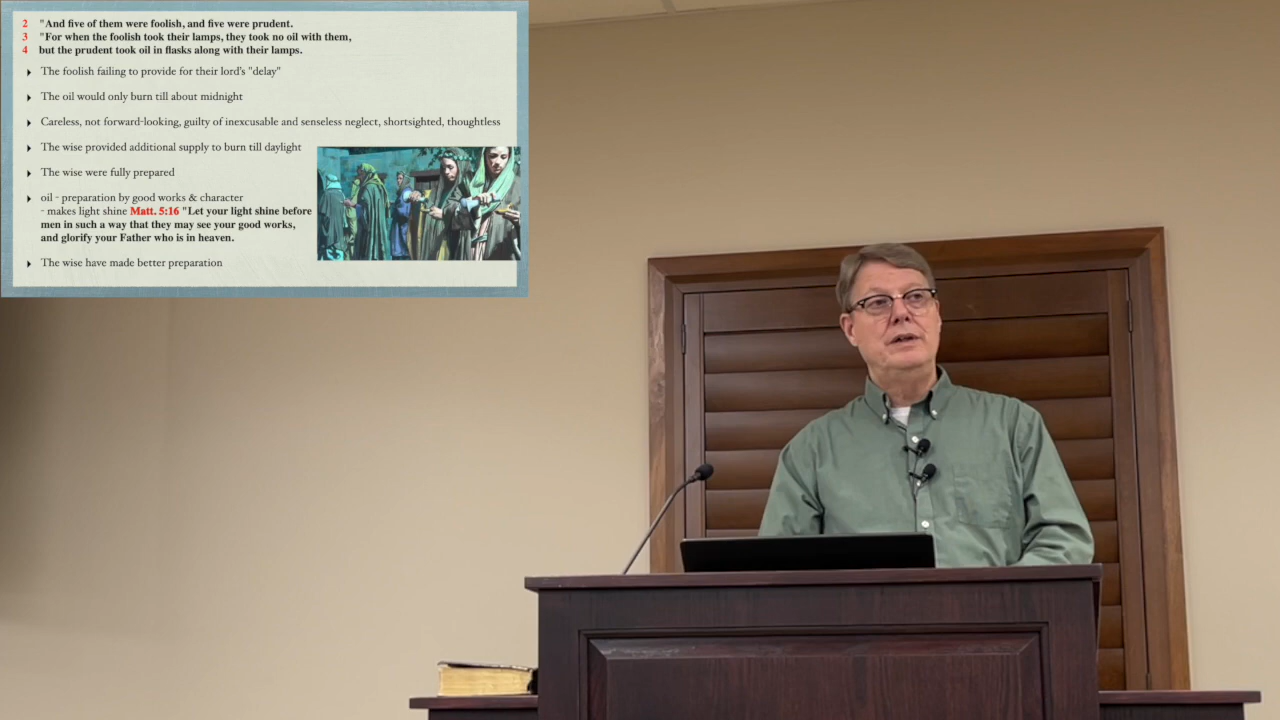 2 "And five of them were foolish, and five were prudent.
3 "For when the foolish took their lamps, they took no oil with them,
4 but the prudent took oil in flasks along with their lamps.
The foolish failing to provide for their lord's "delay"
The oil would only burn till about midnight
Careless, not forward-looking, guilty of inexcusable and senseless neglect, shortsighted, thoughtless
The wise provided additional supply to burn till daylight
The wise were fully prepared
oil - preparation by good works & character
- makes light shine Matt. 5:16 "Let your light shine before
men in such a way that they may see your good works,
and glorify your Father who is in heaven.
The wise have made better preparation